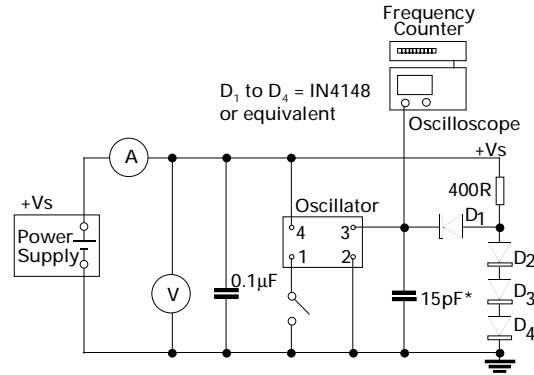 Frequency
Counter
D1 to D4 = IN4148
or equivalent
Oscilloscope
+Vs
A
400R
+Vs
Oscillator
D1
Power
Supply
4
3
1
2
D2
V
0.1µF
15pF*
D3
D4